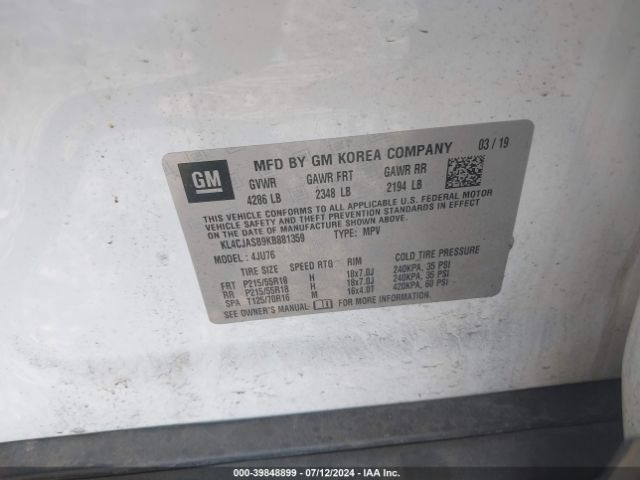 GM
MFD BY GM KOREA COMPANY 03 / 19
GVWR GAWR FRT GAWR RR
4286 LB 2348 LB 2194 LB
THIS VEHICLE CONFORMS TO ALL APPLICABLE U.S. FEDERAL MOTOR
VEHICLE SAFETY, BUMPER, AND THEFT PREVENTION STANDARDS IN EFFECT
ON THE DATE OF MANUFACTURE SHOWN ABOVE.
KL4CJASB9KB881359 TYPE: MPV
MODEL : 4JU76
TIRE SIZE SPEED RTG RIM COLD TIRE PRESSURE
FRT P215/55R18 H 18x7.0J 240KPA, 35 PSI
RR P215/55R18 H 18x7.0J 240KPA, 35 PSI
SPA T125/70R16 M 16x4.0T 420KPA, 60 PSI
SEE OWNER'S MANUAL FOR MORE INFORMATION.
000-39848899 / 07/12/2024 - IAA Inc.